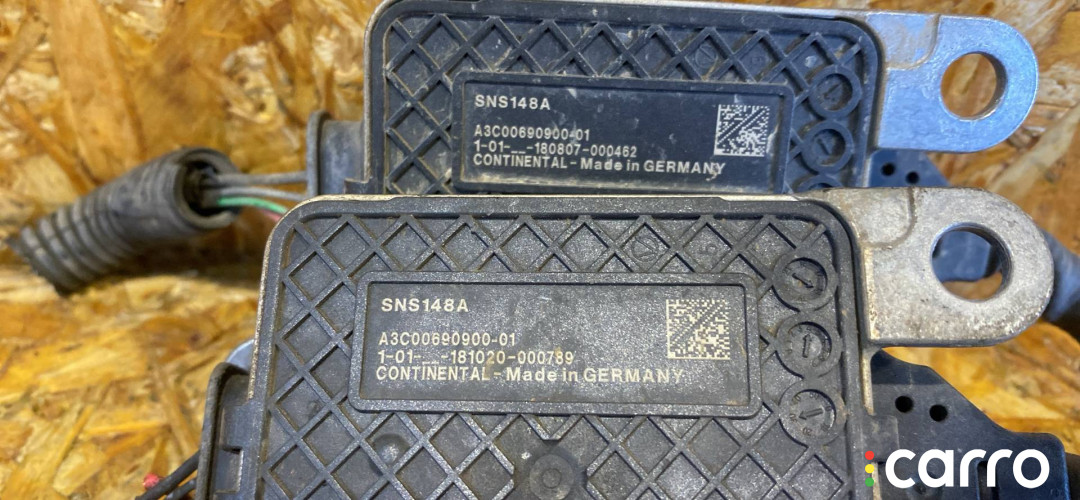 SNS148A
A3C00690900-01
1-01-__-180807-000462
CONTINENTAL - Made in GERMANY
SNS148A
A3C00690900-01
1-01-__-181020-000789
CONTINENTAL - Made in GERMANY
carro